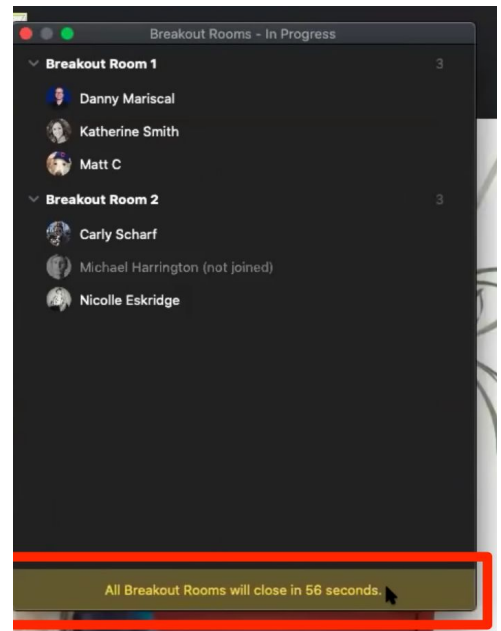 Breakout Rooms - In Progress
Breakout Room 1 3
Danny Mariscal
Katherine Smith
Matt C
Breakout Room 2 3
Carly Scharf
Michael Harrington (not joined)
Nicolle Eskridge
All Breakout Rooms will close in 56 seconds.